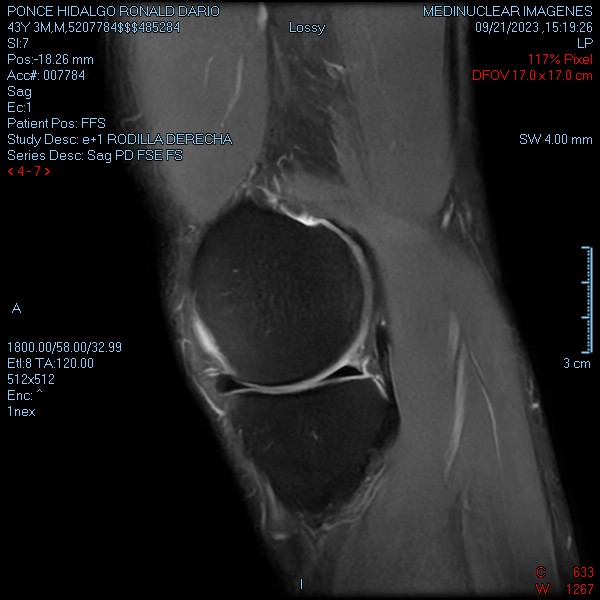 PONCE HIDALGO RONALD DARIO
43Y 3M,M,5207784$$$485284
Sl:7
Pos:-18.26 mm
Acc#: 007784
Sag
Ec:1
Patient Pos: FFS
Study Desc: e+1 RODILLA DERECHA
Series Desc: Sag PD FSE FS
< 4 - 7 >
Lossy
MEDINUCLEAR IMAGENES
09/21/2023 ,15:19:26
LP
117% Pixel
DFOV 17.0 x 17.0 cm
SW 4.00 mm
A
1800.00/58.00/32.99
Etl:8 TA:120.00
512x512
Enc: ^
1nex
3 cm
I
C 633
W 1267